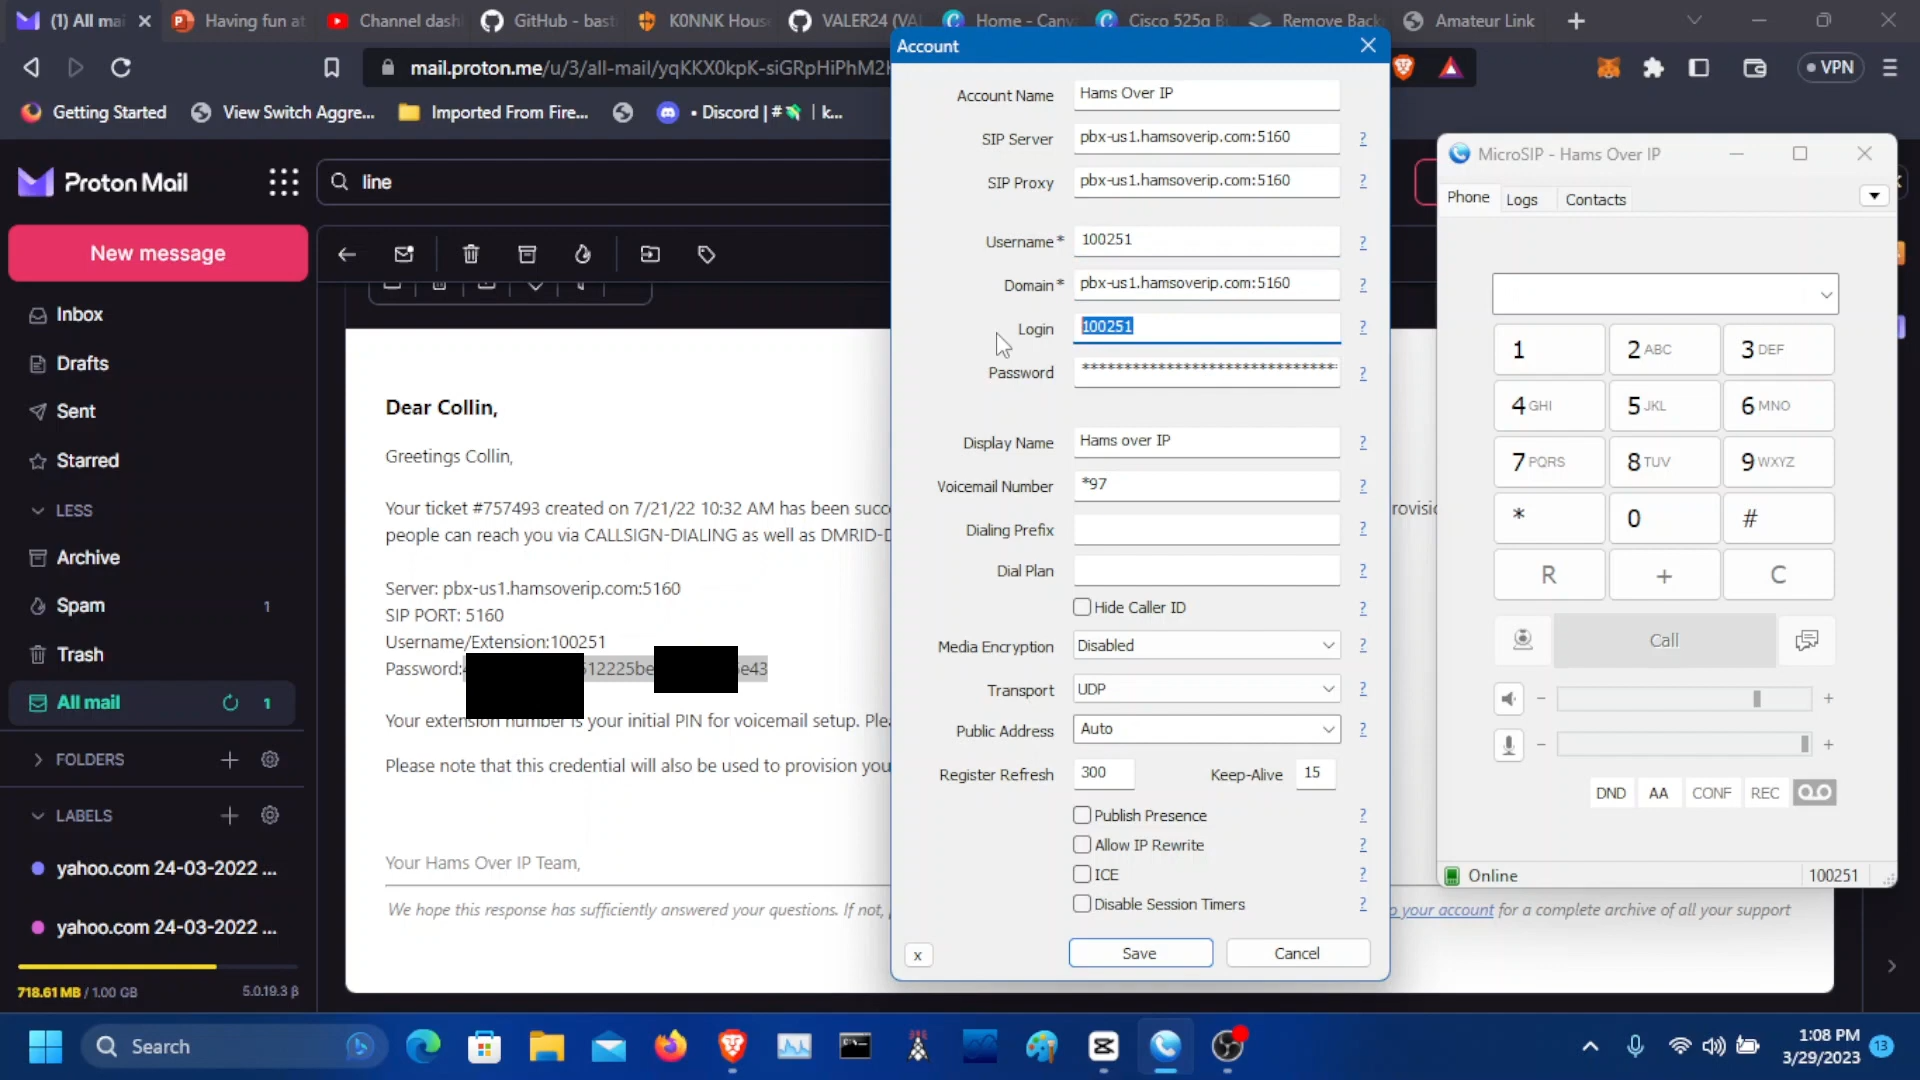 (1) All mai
Having fun at
Channel dash
GitHub - bast
K0NNK Hous
VALER24 (VA
Home - Canv
Cisco 525g B
Remove Back
Amateur Link
mail.proton.me/u/3/all-mail/yqKKX0kpK-siGRpHiPhM2
VPN
Getting Started
View Switch Aggre...
Imported From Fire...
• Discord | #
| k...
Proton Mail
line
New message
Inbox
Drafts
Sent
Starred
LESS
Archive
Spam 1
Trash
All mail 1
FOLDERS
LABELS
yahoo.com 24-03-2022 ...
yahoo.com 24-03-2022 ...
718.61 MB / 1.00 GB 5.0.19.3 β
Dear Collin,
Greetings Collin,
Your ticket #757493 created on 7/21/22 10:32 AM has been succ
people can reach you via CALLSIGN-DIALING as well as DMRID-D
Server: pbx-us1.hamsoverip.com:5160
SIP PORT: 5160
Username/Extension:100251
Password: 512225be e43
Your extension number is your initial PIN for voicemail setup. Plea
Please note that this credential will also be used to provision you
Your Hams Over IP Team,
We hope this response has sufficiently answered your questions. If not,
your account for a complete archive of all your support
Account
Account Name Hams Over IP
SIP Server pbx-us1.hamsoverip.com:5160 ?
SIP Proxy pbx-us1.hamsoverip.com:5160 ?
Username* 100251 ?
Domain* pbx-us1.hamsoverip.com:5160 ?
Login 100251 ?
Password ******************************* ?
Display Name Hams over IP ?
Voicemail Number *97 ?
Dialing Prefix ?
Dial Plan ?
Hide Caller ID ?
Media Encryption Disabled ?
Transport UDP ?
Public Address Auto ?
Register Refresh 300 Keep-Alive 15
Publish Presence ?
Allow IP Rewrite ?
ICE ?
Disable Session Timers ?
x Save Cancel
MicroSIP - Hams Over IP
Phone Logs Contacts
1 2 ABC 3 DEF
4 GHI 5 JKL 6 MNO
7 PQRS 8 TUV 9 WXYZ
* 0 #
R + C
Call
- +
- +
DND AA CONF REC
Online 100251
Search
1:08 PM
3/29/2023
13